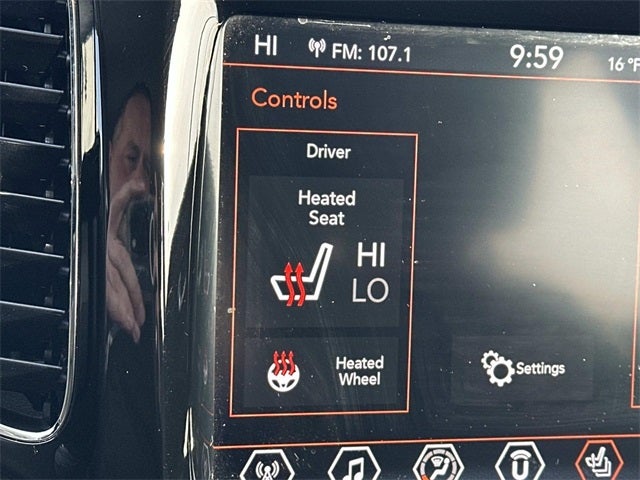 HI FM: 107.1 9:59 16 °F
Controls
Driver
Heated
Seat
HI
LO
Heated
Wheel
Settings